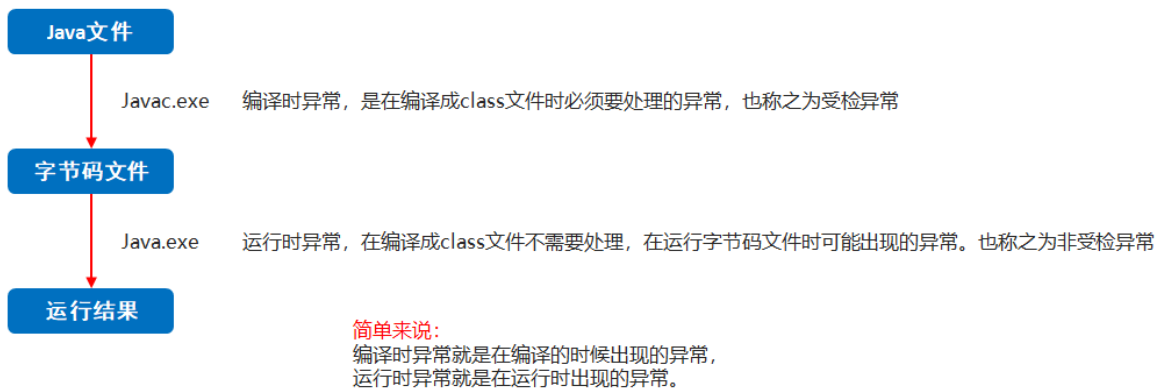 Java文件
Javac.exe 编译时异常，是在编译成class文件时必须要处理的异常，也称之为受检异常
字节码文件
Java.exe 运行时异常，在编译成class文件不需要处理，在运行字节码文件时可能出现的异常。也称之为非受检异常
运行结果
简单来说：
编译时异常就是在编译的时候出现的异常，
运行时异常就是在运行时出现的异常。